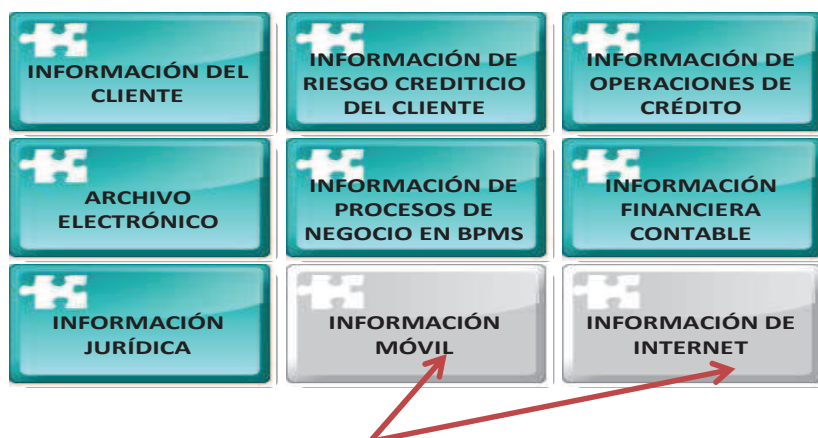 INFORMACIÓN DEL
CLIENTE
INFORMACIÓN DE
RIESGO CREDITICIO
DEL CLIENTE
INFORMACIÓN DE
OPERACIONES DE
CRÉDITO
ARCHIVO
ELECTRÓNICO
INFORMACIÓN DE
PROCESOS DE
NEGOCIO EN BPMS
INFORMACIÓN
FINANCIERA
CONTABLE
INFORMACIÓN
JURÍDICA
INFORMACIÓN
MÓVIL
INFORMACIÓN DE
INTERNET